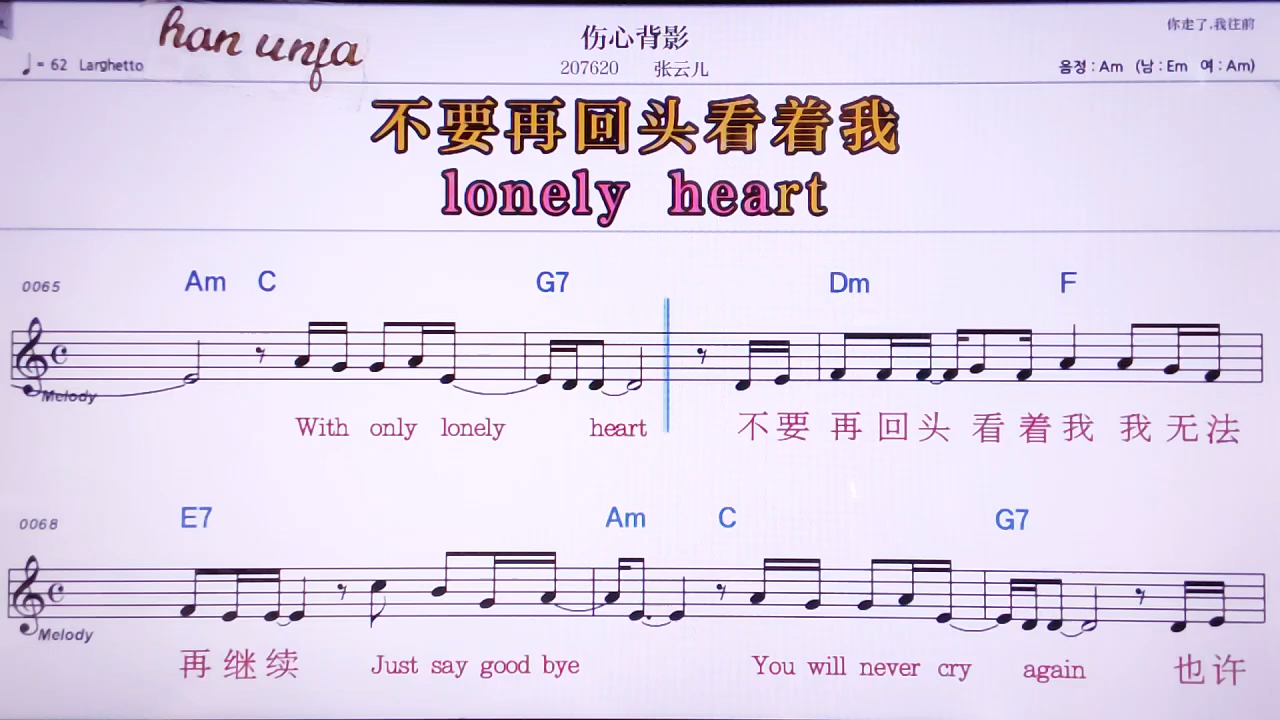 han unfa
伤心背影
你走了,我往前
♩= 62 Larghetto
207620 张云儿
음정 : Am (남 : Em 여 : Am)
不要再回头看着我
lonely heart
0065 Am C G7 Dm F
Melody
With only lonely heart 不要 再 回头 看着我 我无法
0068 E7 Am C G7
Melody
再继续 Just say good bye You will never cry again 也许